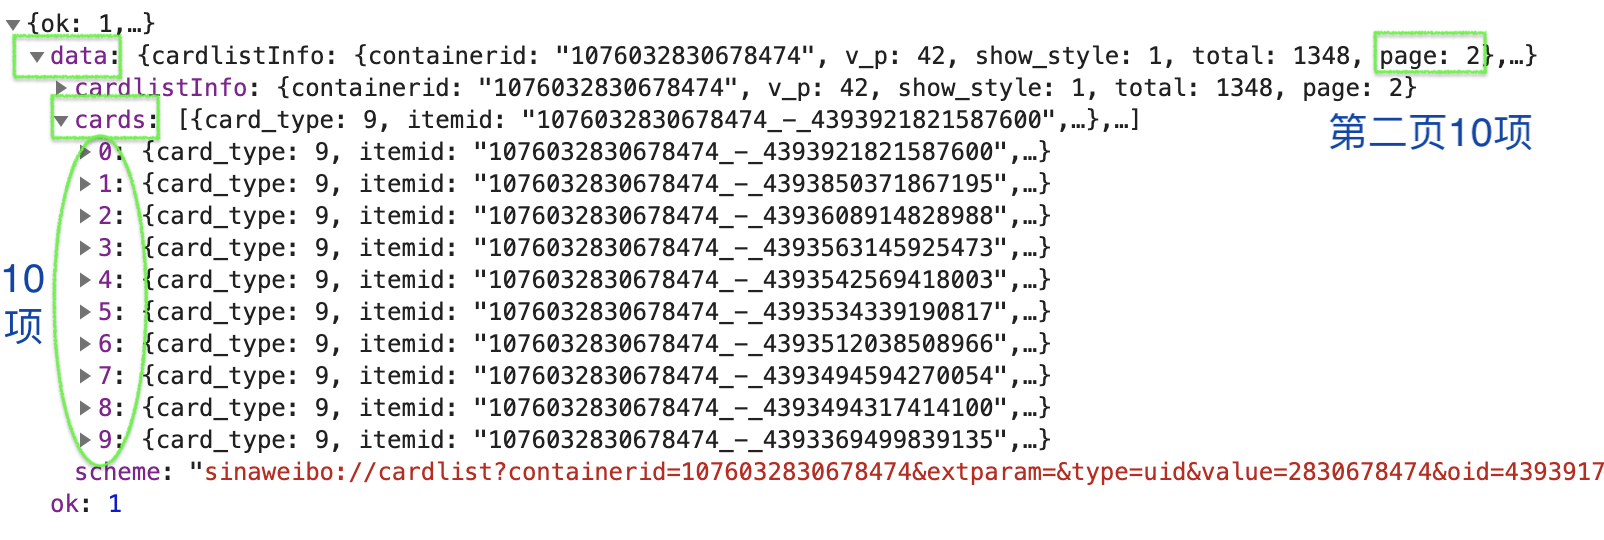 {ok: 1,…}
data: {cardlistInfo: {containerid: "1076032830678474", v_p: 42, show_style: 1, total: 1348, page: 2},…}
cardlistInfo: {containerid: "1076032830678474", v_p: 42, show_style: 1, total: 1348, page: 2}
cards: [{card_type: 9, itemid: "1076032830678474_-_4393921821587600",…},…]
第二页10项
0: {card_type: 9, itemid: "1076032830678474_-_4393921821587600",…}
1: {card_type: 9, itemid: "1076032830678474_-_4393850371867195",…}
2: {card_type: 9, itemid: "1076032830678474_-_4393608914828988",…}
3: {card_type: 9, itemid: "1076032830678474_-_4393563145925473",…}
10
项
4: {card_type: 9, itemid: "1076032830678474_-_4393542569418003",…}
5: {card_type: 9, itemid: "1076032830678474_-_4393534339190817",…}
6: {card_type: 9, itemid: "1076032830678474_-_4393512038508966",…}
7: {card_type: 9, itemid: "1076032830678474_-_4393494594270054",…}
8: {card_type: 9, itemid: "1076032830678474_-_4393494317414100",…}
9: {card_type: 9, itemid: "1076032830678474_-_4393369499839135",…}
scheme: "sinaweibo://cardlist?containerid=1076032830678474&extparam=&type=uid&value=2830678474&oid=4393917
ok: 1